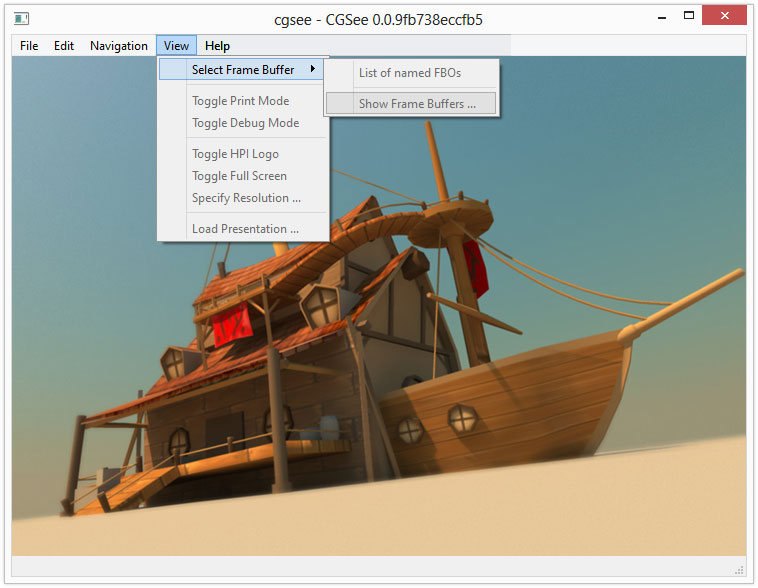 cgsee - CGSee 0.0.9fb738eccfb5
File Edit Navigation View Help
Select Frame Buffer
List of named FBOs
Show Frame Buffers ...
Toggle Print Mode
Toggle Debug Mode
Toggle HPI Logo
Toggle Full Screen
Specify Resolution ...
Load Presentation ...